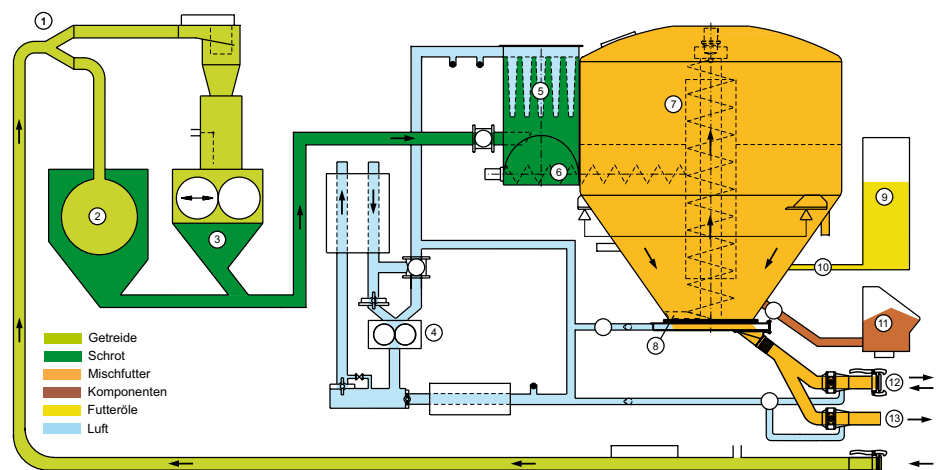 1
2
3
4
5
6
7
8
9
10
11
12
13
Getreide
Schrot
Mischfutter
Komponenten
Futteröle
Luft